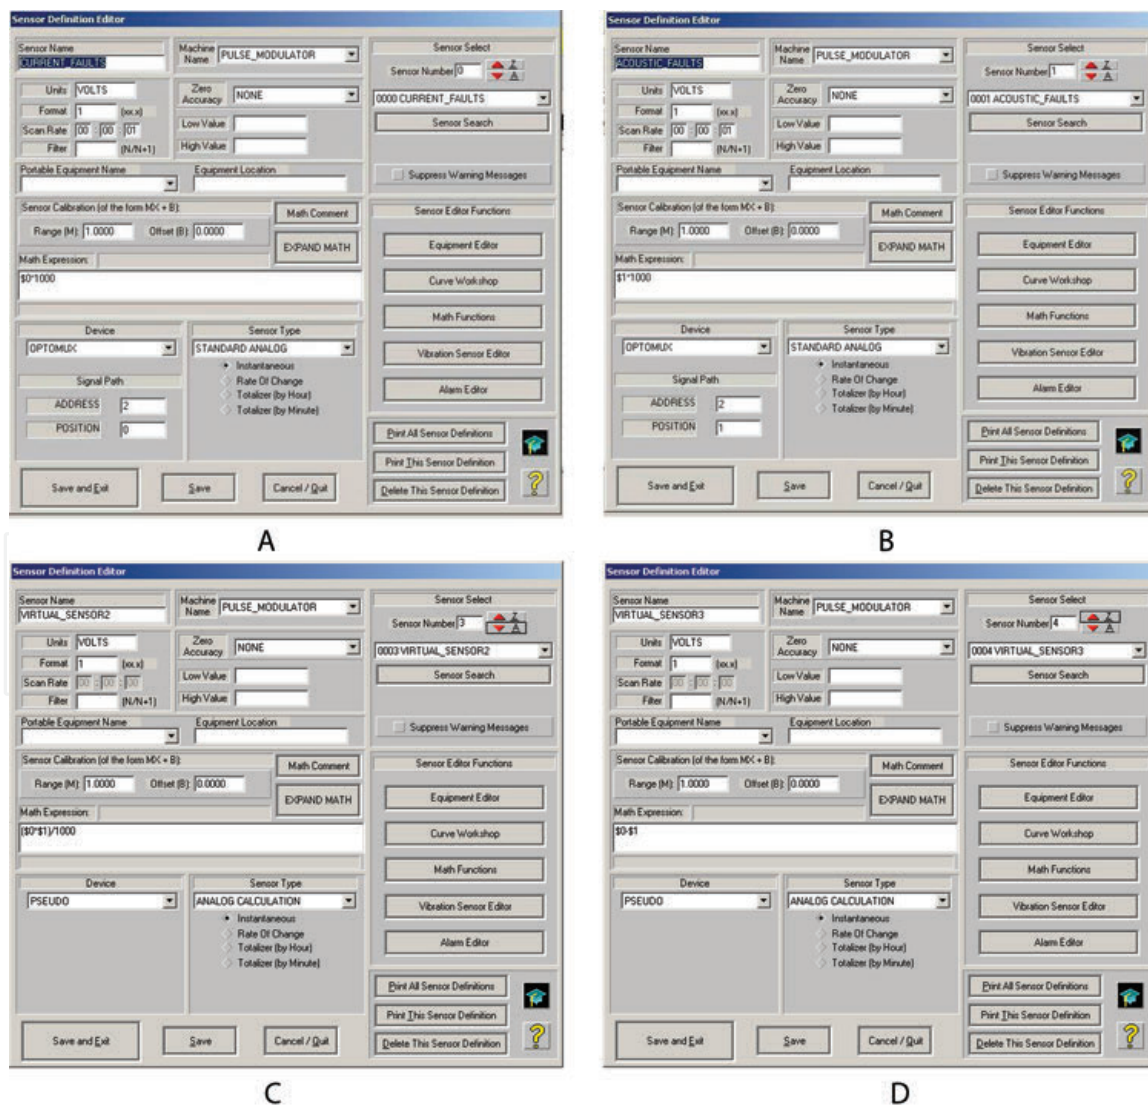 Sensor Definition Editor
Sensor Name
CURRENT_FAULTS
Machine Name PULSE_MODULATOR
Units VOLTS
Format 1 (xx.x)
Scan Rate 00 : 00 : 01
Filter (N/N+1)
Zero Accuracy NONE
Low Value
High Value
Portable Equipment Name
Equipment Location
Sensor Calibration (of the form MX + B):
Range (M): 1.0000 Offset (B): 0.0000
Math Comment
EXPAND MATH
Math Expression:
$0*1000
Device
OPTOMUX
Signal Path
ADDRESS 2
POSITION 0
Sensor Type
STANDARD ANALOG
Instantaneous
Rate Of Change
Totalizer (by Hour)
Totalizer (by Minute)
Save and Exit Save Cancel / Quit
Sensor Select
Sensor Number 0 Z A
0000 CURRENT_FAULTS
Sensor Search
Suppress Warning Messages
Sensor Editor Functions
Equipment Editor
Curve Workshop
Math Functions
Vibration Sensor Editor
Alarm Editor
Print All Sensor Definitions
Print This Sensor Definition
Delete This Sensor Definition
?
A
Sensor Definition Editor
Sensor Name
ACOUSTIC_FAULTS
Machine Name PULSE_MODULATOR
Units VOLTS
Format 1 (xx.x)
Scan Rate 00 : 00 : 01
Filter (N/N+1)
Zero Accuracy NONE
Low Value
High Value
Portable Equipment Name
Equipment Location
Sensor Calibration (of the form MX + B):
Range (M): 1.0000 Offset (B): 0.0000
Math Comment
EXPAND MATH
Math Expression:
$1*1000
Device
OPTOMUX
Signal Path
ADDRESS 2
POSITION 1
Sensor Type
STANDARD ANALOG
Instantaneous
Rate Of Change
Totalizer (by Hour)
Totalizer (by Minute)
Save and Exit Save Cancel / Quit
Sensor Select
Sensor Number 1 Z A
0001 ACOUSTIC_FAULTS
Sensor Search
Suppress Warning Messages
Sensor Editor Functions
Equipment Editor
Curve Workshop
Math Functions
Vibration Sensor Editor
Alarm Editor
Print All Sensor Definitions
Print This Sensor Definition
Delete This Sensor Definition
?
B
Sensor Definition Editor
Sensor Name
VIRTUAL_SENSOR2
Machine Name PULSE_MODULATOR
Units VOLTS
Format 1 (xx.x)
Scan Rate 00 : 00 : 00
Filter (N/N+1)
Zero Accuracy NONE
Low Value
High Value
Portable Equipment Name
Equipment Location
Sensor Calibration (of the form MX + B):
Range (M): 1.0000 Offset (B): 0.0000
Math Comment
EXPAND MATH
Math Expression:
($0*$1)/1000
Device
PSEUDO
Sensor Type
ANALOG CALCULATION
Instantaneous
Rate Of Change
Totalizer (by Hour)
Totalizer (by Minute)
Save and Exit Save Cancel / Quit
Sensor Select
Sensor Number 3 Z A
0003 VIRTUAL_SENSOR2
Sensor Search
Suppress Warning Messages
Sensor Editor Functions
Equipment Editor
Curve Workshop
Math Functions
Vibration Sensor Editor
Alarm Editor
Print All Sensor Definitions
Print This Sensor Definition
Delete This Sensor Definition
?
C
Sensor Definition Editor
Sensor Name
VIRTUAL_SENSOR3
Machine Name PULSE_MODULATOR
Units VOLTS
Format 1 (xx.x)
Scan Rate 00 : 00 : 00
Filter (N/N+1)
Zero Accuracy NONE
Low Value
High Value
Portable Equipment Name
Equipment Location
Sensor Calibration (of the form MX + B):
Range (M): 1.0000 Offset (B): 0.0000
Math Comment
EXPAND MATH
Math Expression:
$0-$1
Device
PSEUDO
Sensor Type
ANALOG CALCULATION
Instantaneous
Rate Of Change
Totalizer (by Hour)
Totalizer (by Minute)
Save and Exit Save Cancel / Quit
Sensor Select
Sensor Number 4 Z A
0004 VIRTUAL_SENSOR3
Sensor Search
Suppress Warning Messages
Sensor Editor Functions
Equipment Editor
Curve Workshop
Math Functions
Vibration Sensor Editor
Alarm Editor
Print All Sensor Definitions
Print This Sensor Definition
Delete This Sensor Definition
?
D